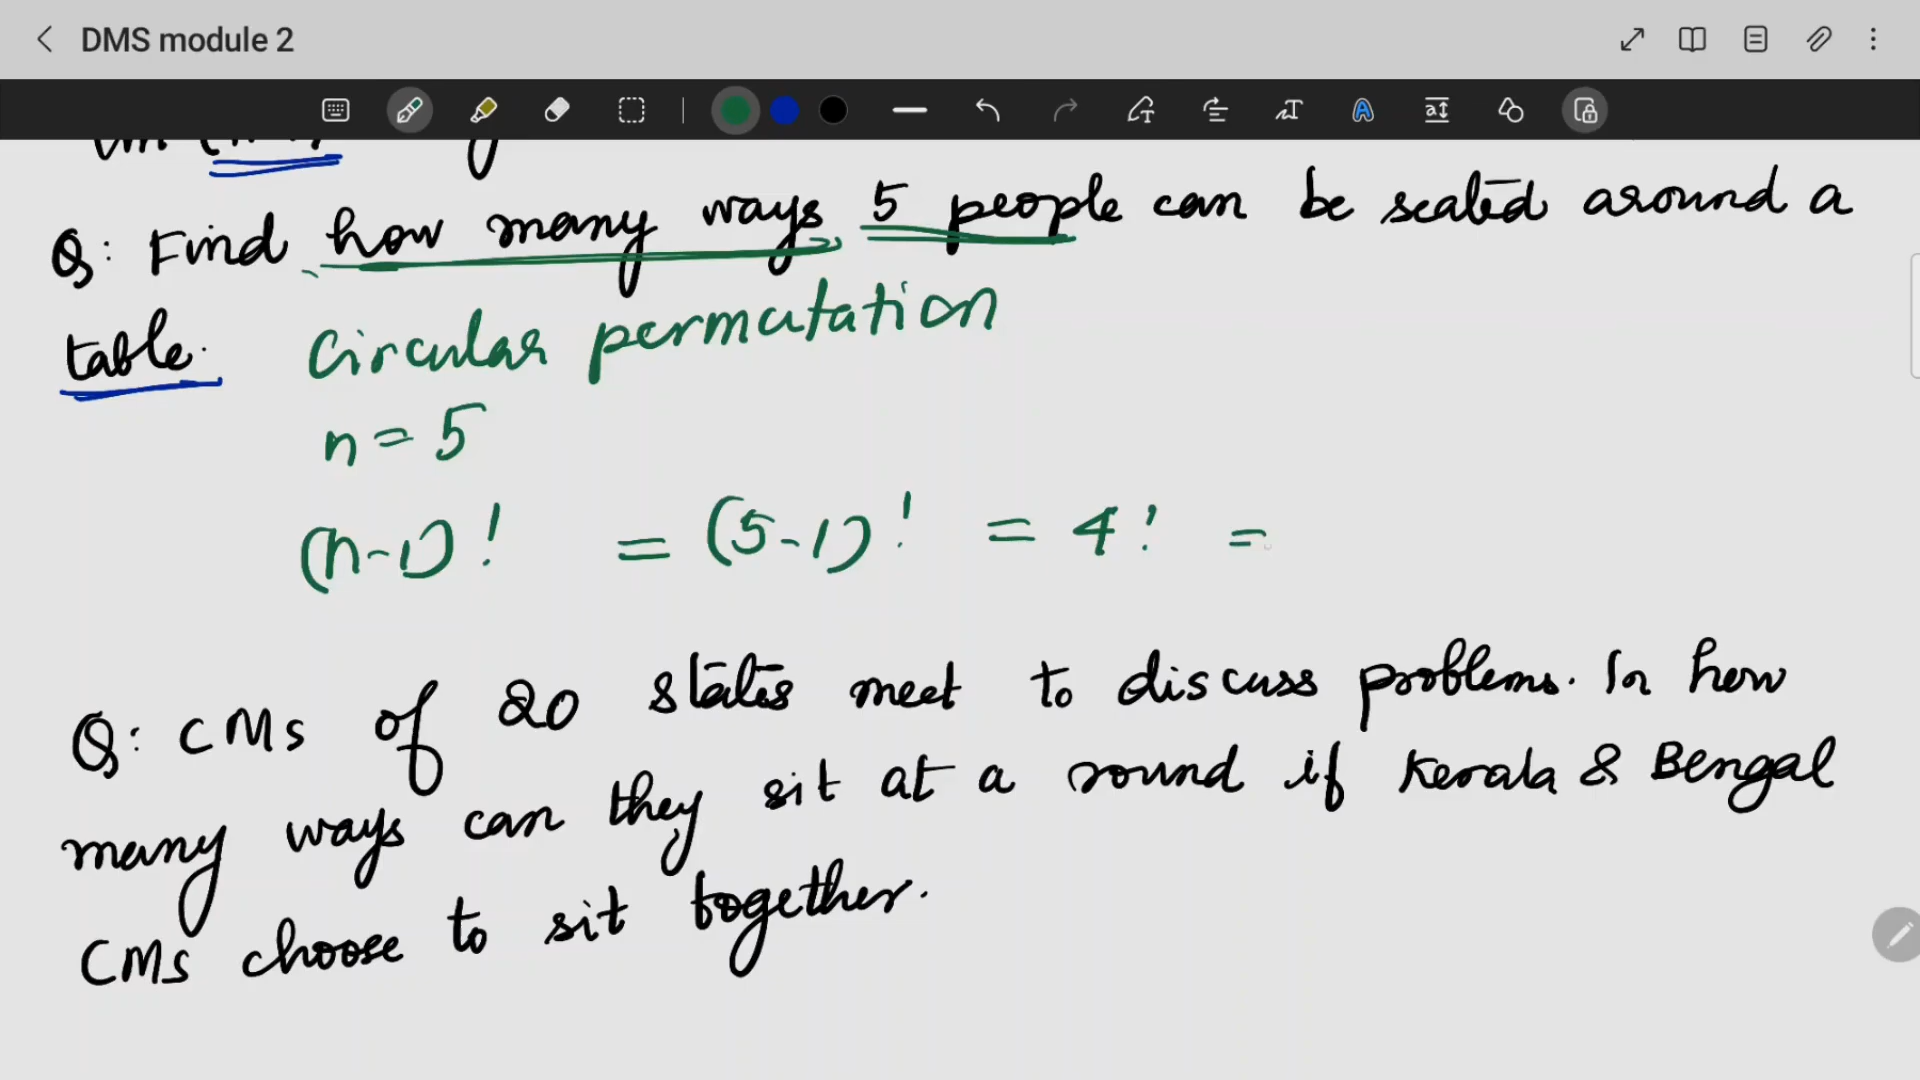 DMS module 2
Q: Find how many ways 5 people can be seated around a
table.
Circular permutation
n = 5
(n-1)! = (5-1)! = 4! =
Q: CMs of 20 states meet to discuss problems. In how
many ways can they sit at a round if Kerala & Bengal
CMs choose to sit together.